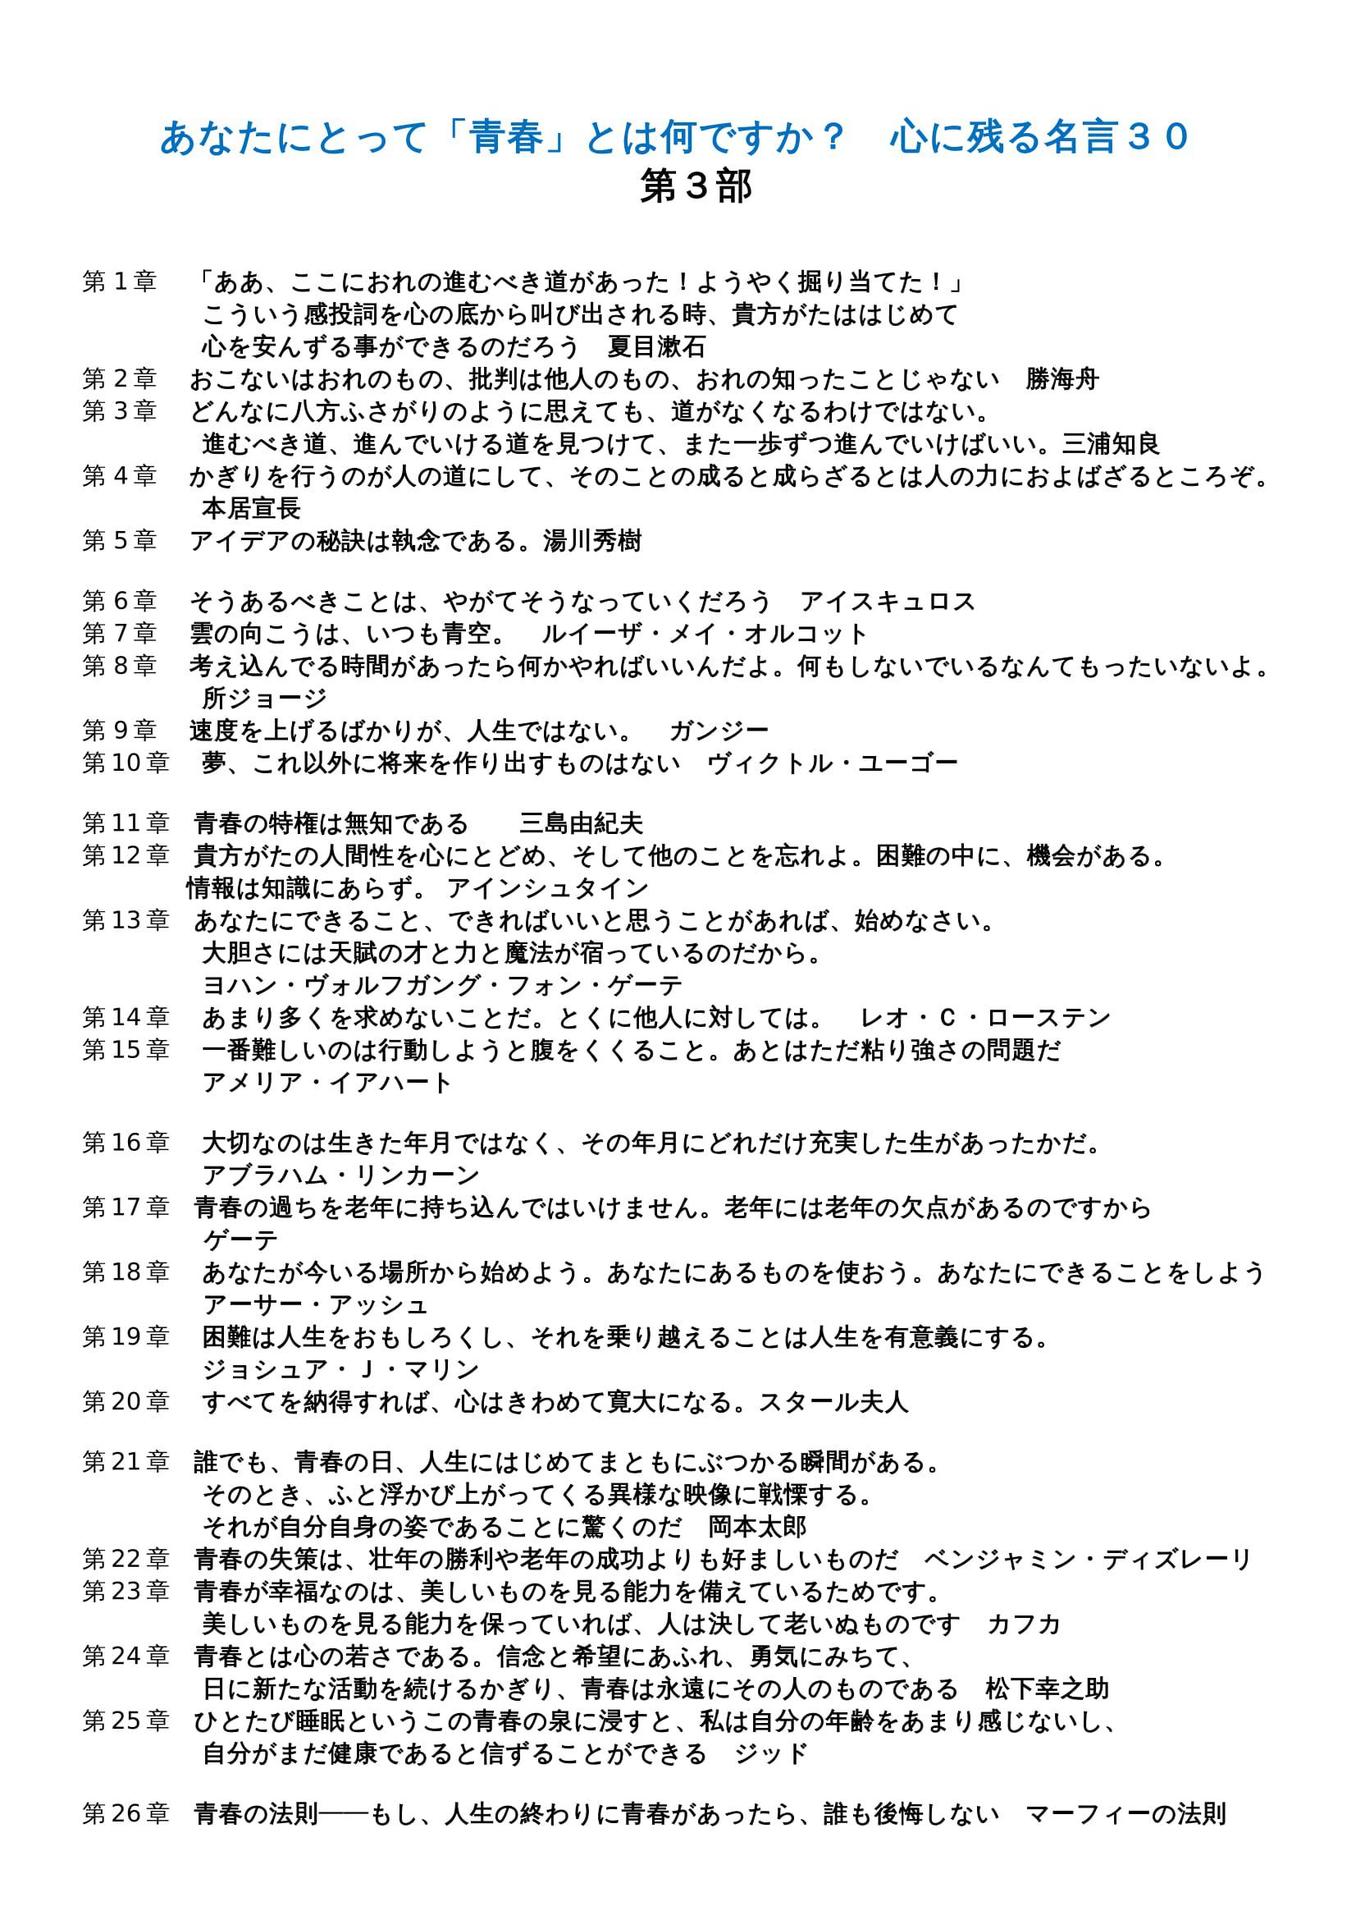 あなたにとって「青春」とは何ですか？　心に残る名言３０
第３部
第 1 章　「ああ、ここにおれの進むべき道があった！ようやく掘り当てた！」
こういう感投詞を心の底から叫び出される時、貴方がたははじめて
心を安んずる事ができるのだろう　夏目漱石
第 2 章　おこないはおれのもの、批判は他人のもの、おれの知ったことじゃない　勝海舟
第 3 章　どんなに八方ふさがりのように思えても、道がなくなるわけではない。
進むべき道、進んでいける道を見つけて、また一歩ずつ進んでいけばいい。三浦知良
第 4 章　かぎりを行うのが人の道にして、そのことの成ると成らざるとは人の力におよばざるところぞ。
本居宣長
第 5 章　アイデアの秘訣は執念である。湯川秀樹
第 6 章　そうあるべきことは、やがてそうなっていくだろう　アイスキュロス
第 7 章　雲の向こうは、いつも青空。　ルイーザ・メイ・オルコット
第 8 章　考え込んでる時間があったら何かやればいいんだよ。何もしないでいるなんてもったいないよ。
所ジョージ
第 9 章　速度を上げるばかりが、人生ではない。　ガンジー
第 10 章　夢、これ以外に将来を作り出すものはない　ヴィクトル・ユーゴー
第 11 章　青春の特権は無知である　　三島由紀夫
第 12 章　貴方がたの人間性を心にとどめ、そして他のことを忘れよ。困難の中に、機会がある。
情報は知識にあらず。 アインシュタイン
第 13 章　あなたにできること、できればいいと思うことがあれば、始めなさい。
大胆さには天賦の才と力と魔法が宿っているのだから。
ヨハン・ヴォルフガング・フォン・ゲーテ
第 14 章　あまり多くを求めないことだ。とくに他人に対しては。　レオ・Ｃ・ローステン
第 15 章　一番難しいのは行動しようと腹をくくること。あとはただ粘り強さの問題だ
アメリア・イアハート
第 16 章　大切なのは生きた年月ではなく、その年月にどれだけ充実した生があったかだ。
アブラハム・リンカーン
第 17 章　青春の過ちを老年に持ち込んではいけません。老年には老年の欠点があるのですから
ゲーテ
第 18 章　あなたが今いる場所から始めよう。あなたにあるものを使おう。あなたにできることをしよう
アーサー・アッシュ
第 19 章　困難は人生をおもしろくし、それを乗り越えることは人生を有意義にする。
ジョシュア・Ｊ・マリン
第 20 章　すべてを納得すれば、心はきわめて寛大になる。スタール夫人
第 21 章　誰でも、青春の日、人生にはじめてまともにぶつかる瞬間がある。
そのとき、ふと浮かび上がってくる異様な映像に戦慄する。
それが自分自身の姿であることに驚くのだ　岡本太郎
第 22 章　青春の失策は、壮年の勝利や老年の成功よりも好ましいものだ　ベンジャミン・ディズレーリ
第 23 章　青春が幸福なのは、美しいものを見る能力を備えているためです。
美しいものを見る能力を保っていれば、人は決して老いぬものです　カフカ
第 24 章　青春とは心の若さである。信念と希望にあふれ、勇気にみちて、
日に新たな活動を続けるかぎり、青春は永遠にその人のものである　松下幸之助
第 25 章　ひとたび睡眠というこの青春の泉に浸すと、私は自分の年齢をあまり感じないし、
自分がまだ健康であると信ずることができる　ジッド
第 26 章　青春の法則――もし、人生の終わりに青春があったら、誰も後悔しない　マーフィーの法則